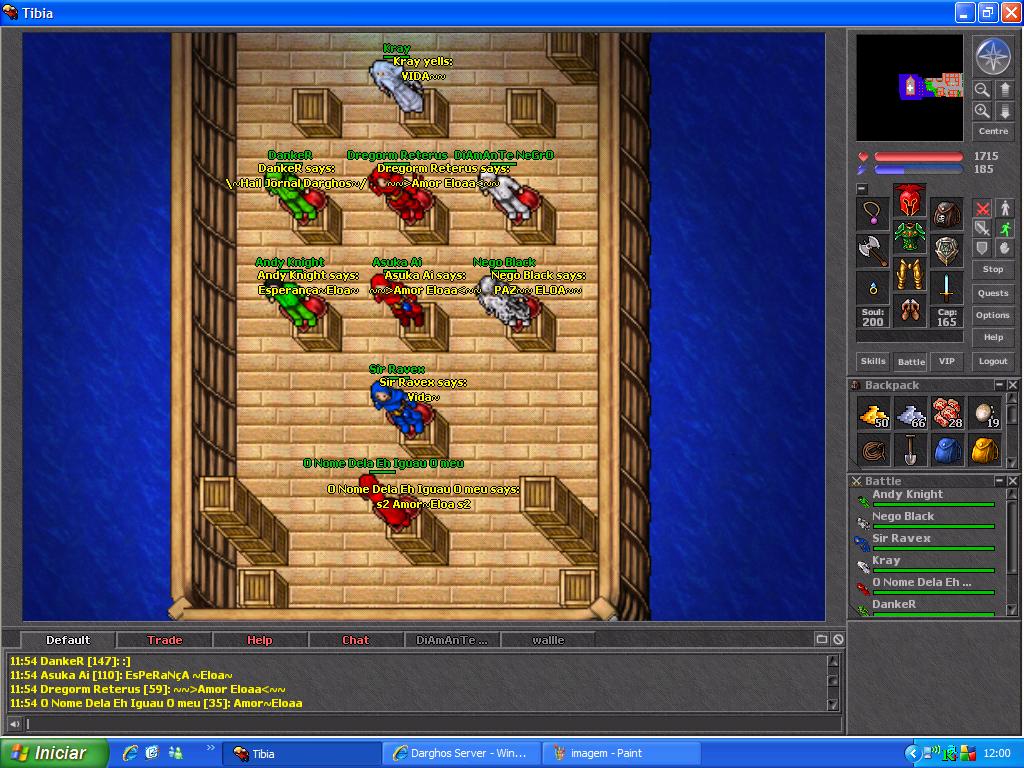 Tibia
Kray
Kray yells:
VIDA~~
DankeR
Dregorm Reterus
DiAmAnTe NeGrO
DankeR says:
\~Hail Jornal Darghos~/
Dregorm Reterus says:
~~>Amor Eloaa<~~
Andy Knight
Asuka Ai
Nego Black
Andy Knight says:
Esperança~Eloa~
Asuka Ai says:
~~>Amor Eloaa<~~
Nego Black says:
PAZ~~ ELOA~~
Sir Ravex
Sir Ravex says:
Vida~
O Nome Dela Eh Iguau O meu
O Nome Dela Eh Iguau O meu says:
s2 Amor~Eloa s2
Centre
1715
185
Soul:
200
Cap:
165
Stop
Quests
Options
Help
Skills
Battle
VIP
Logout
Backpack
50
66
28
19
Battle
Andy Knight
Nego Black
Sir Ravex
Kray
O Nome Dela Eh ...
DankeR
Default
Trade
Help
Chat
DiAmAnTe ...
wallle
11:54 DankeR [147]: :]
11:54 Asuka Ai [110]: EsPeRaNçA ~Eloa~
11:54 Dregorm Reterus [59]: ~~>Amor Eloaa<~~
11:54 O Nome Dela Eh Iguau O meu [35]: Amor~Eloaa
Iniciar
Tibia
Darghos Server - Win...
imagem - Paint
12:00